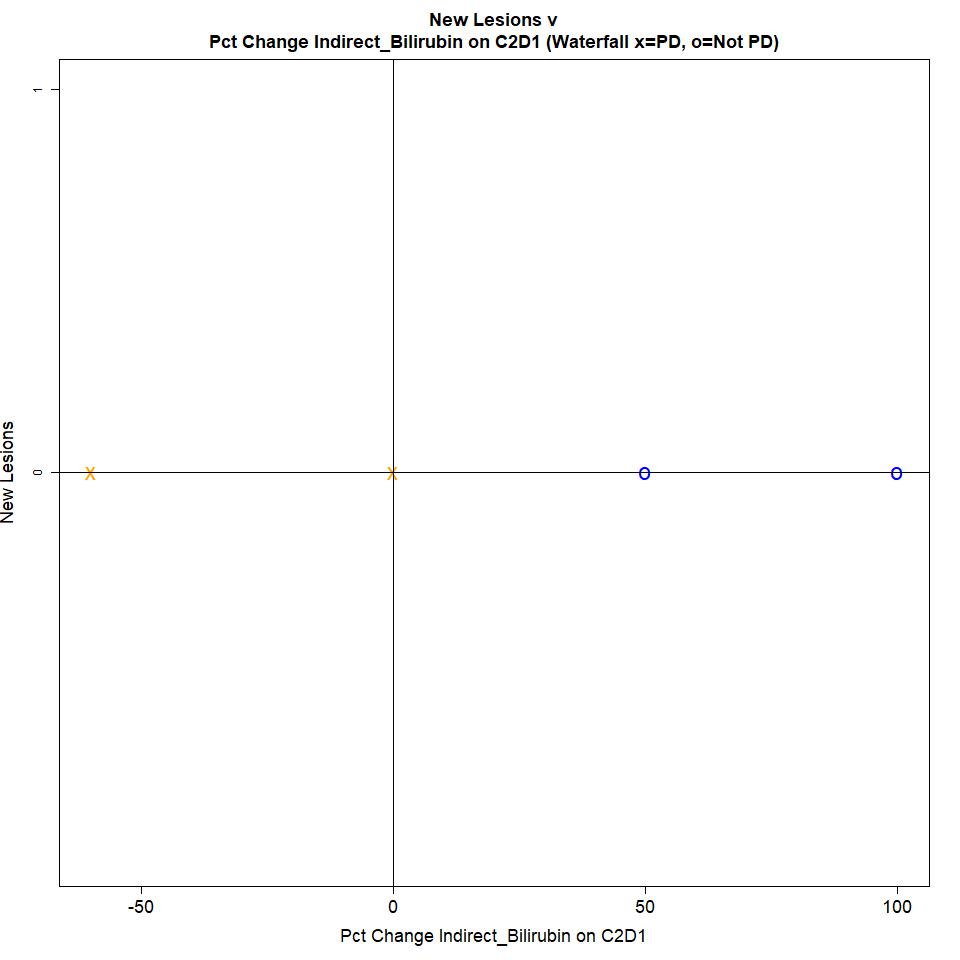 New Lesions v
Pct Change Indirect_Bilirubin on C2D1 (Waterfall x=PD, o=Not PD)
1
New Lesions
0
X
X
O
O
-50
0
50
100
Pct Change Indirect_Bilirubin on C2D1